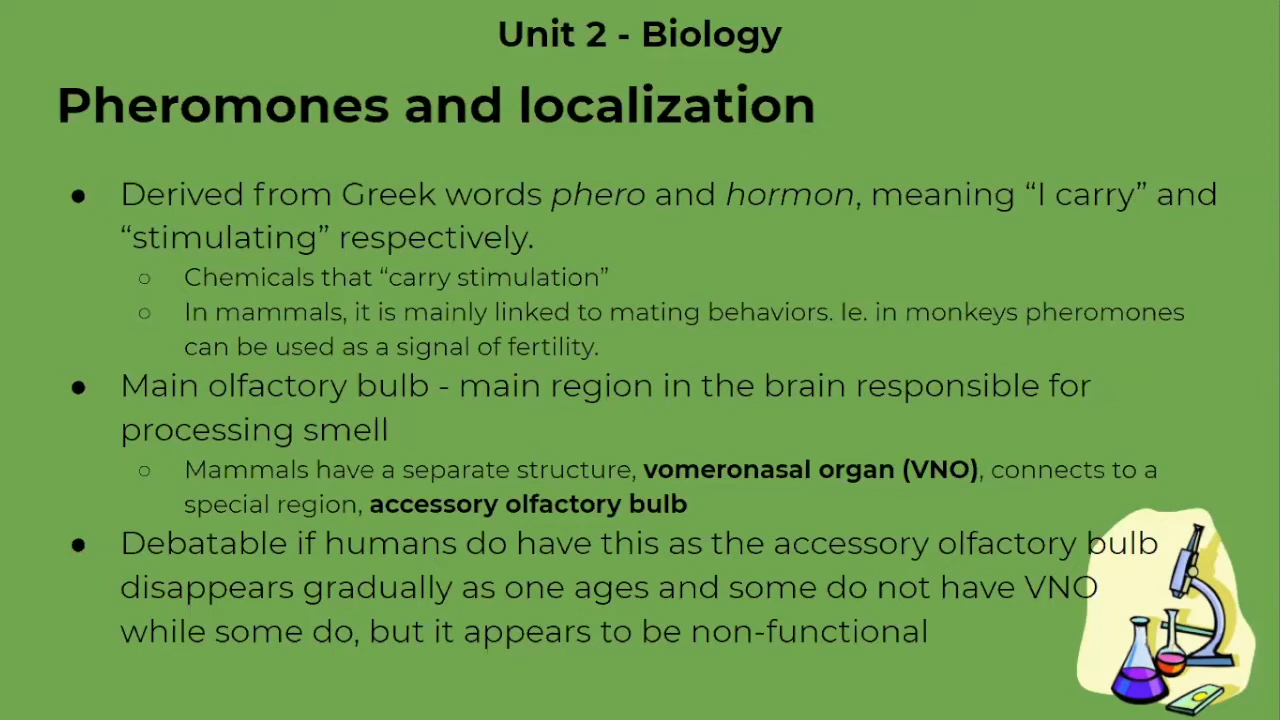 Unit 2 - Biology
Pheromones and localization
● Derived from Greek words phero and hormon, meaning “I carry” and
“stimulating” respectively.
○ Chemicals that “carry stimulation”
○ In mammals, it is mainly linked to mating behaviors. Ie. in monkeys pheromones
can be used as a signal of fertility.
● Main olfactory bulb - main region in the brain responsible for
processing smell
○ Mammals have a separate structure, vomeronasal organ (VNO), connects to a
special region, accessory olfactory bulb
● Debatable if humans do have this as the accessory olfactory bulb
disappears gradually as one ages and some do not have VNO
while some do, but it appears to be non-functional